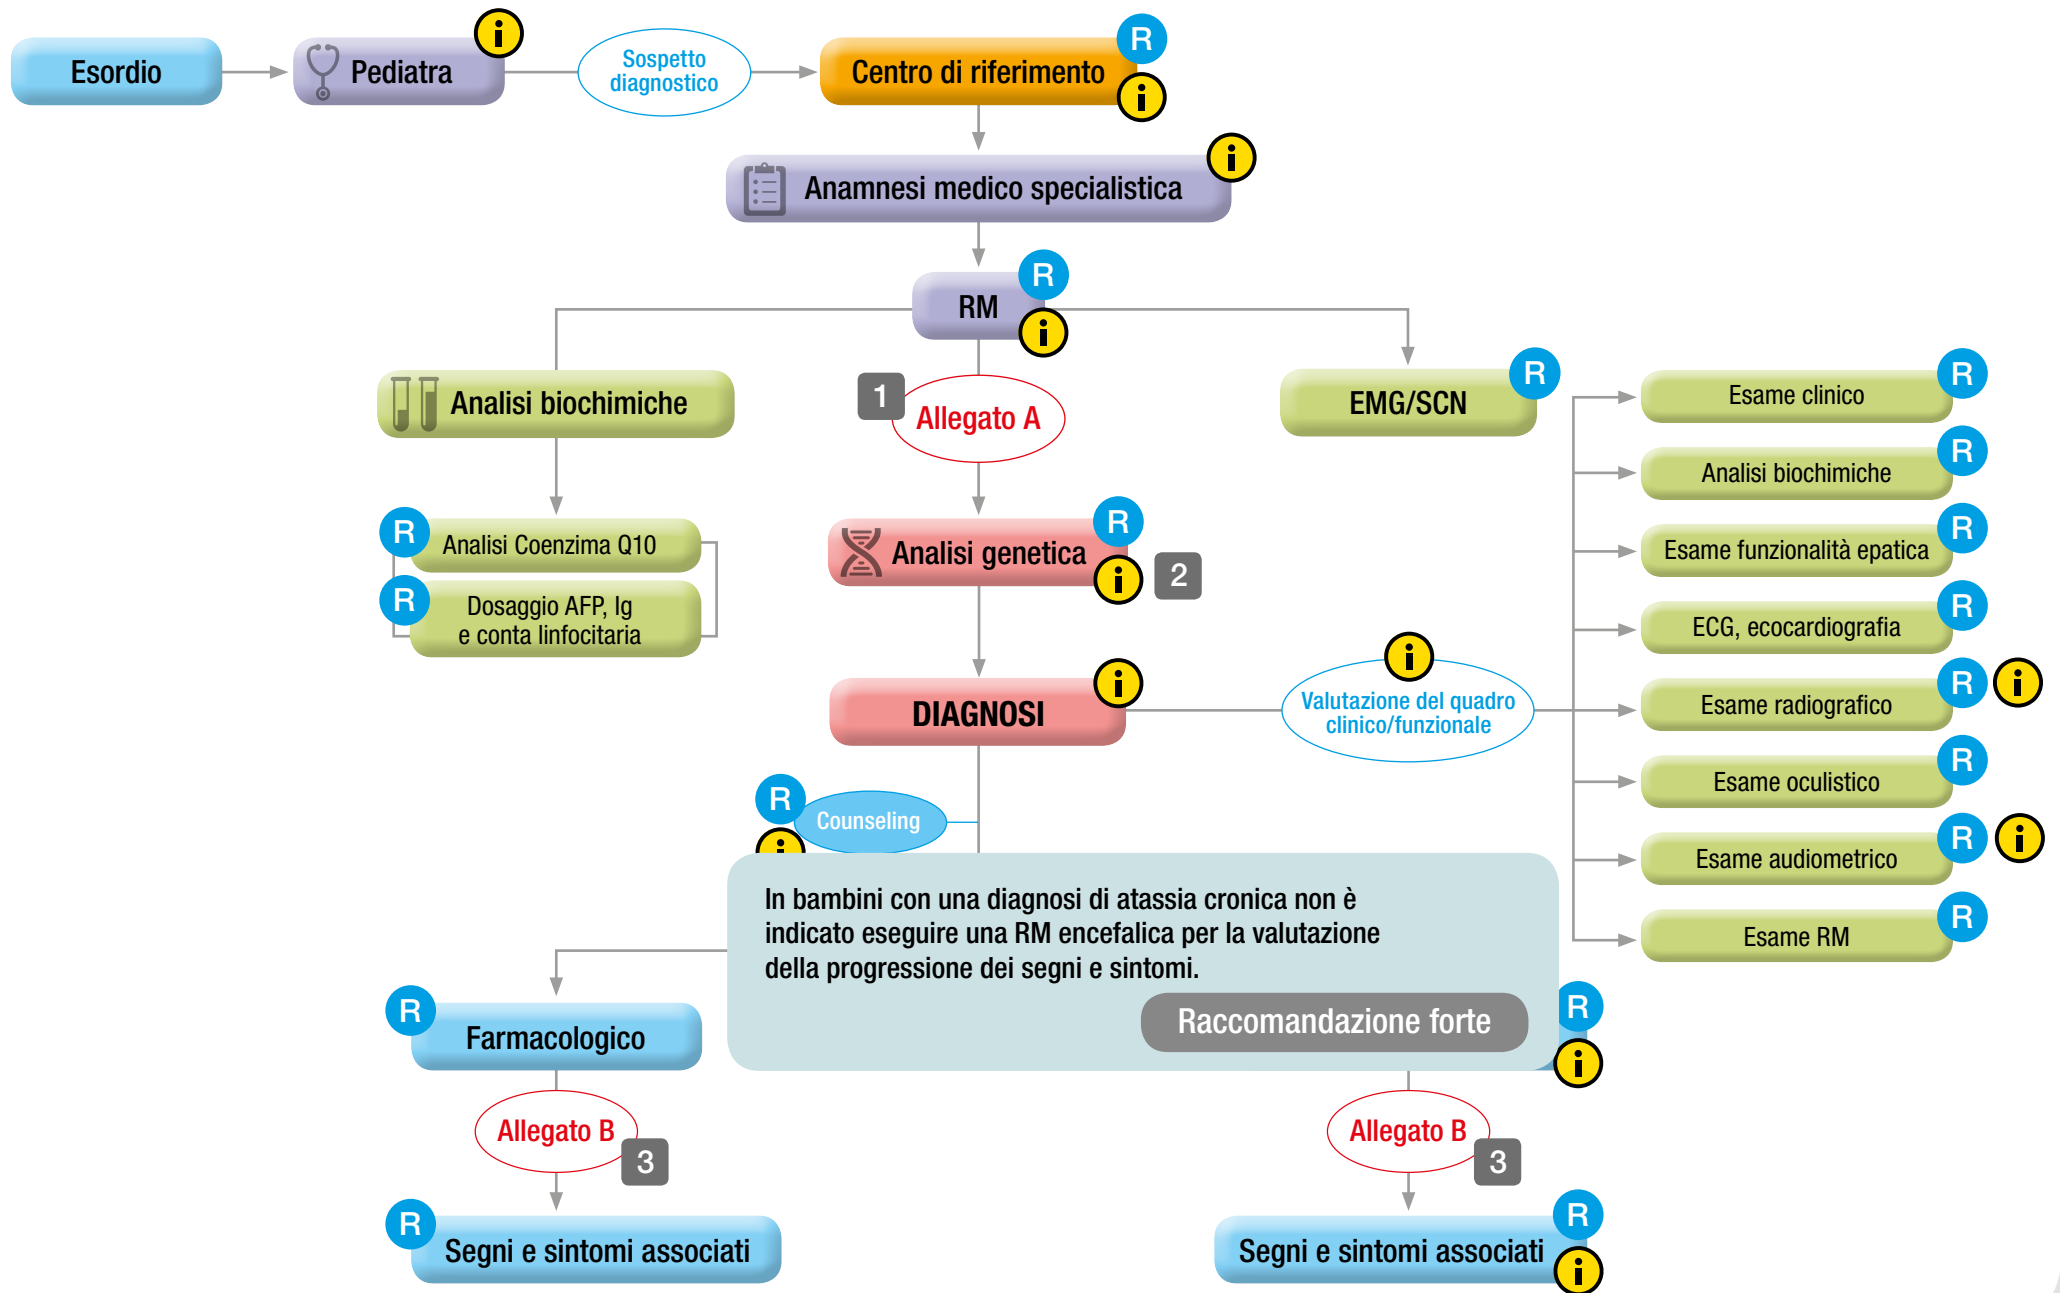 Esordio
Pediatra
i
Sospetto
diagnostico
Centro di riferimento
R
i
Anamnesi medico specialistica
i
RM
R
i
Analisi biochimiche
1
Allegato A
EMG/SCN
R
Esame clinico
R
Analisi biochimiche
R
Esame funzionalità epatica
R
ECG, ecocardiografia
R
Esame radiografico
R
i
Esame oculistico
R
Esame audiometrico
R
i
Esame RM
R
R
Analisi Coenzima Q10
R
Dosaggio AFP, Ig
e conta linfocitaria
Analisi genetica
R
i
2
DIAGNOSI
i
i
Valutazione del quadro
clinico/funzionale
R
i
Counseling
In bambini con una diagnosi di atassia cronica non è
indicato eseguire una RM encefalica per la valutazione
della progressione dei segni e sintomi.
Raccomandazione forte
R
Farmacologico
R
i
Allegato B
3
Allegato B
3
R
Segni e sintomi associati
Segni e sintomi associati
R
i